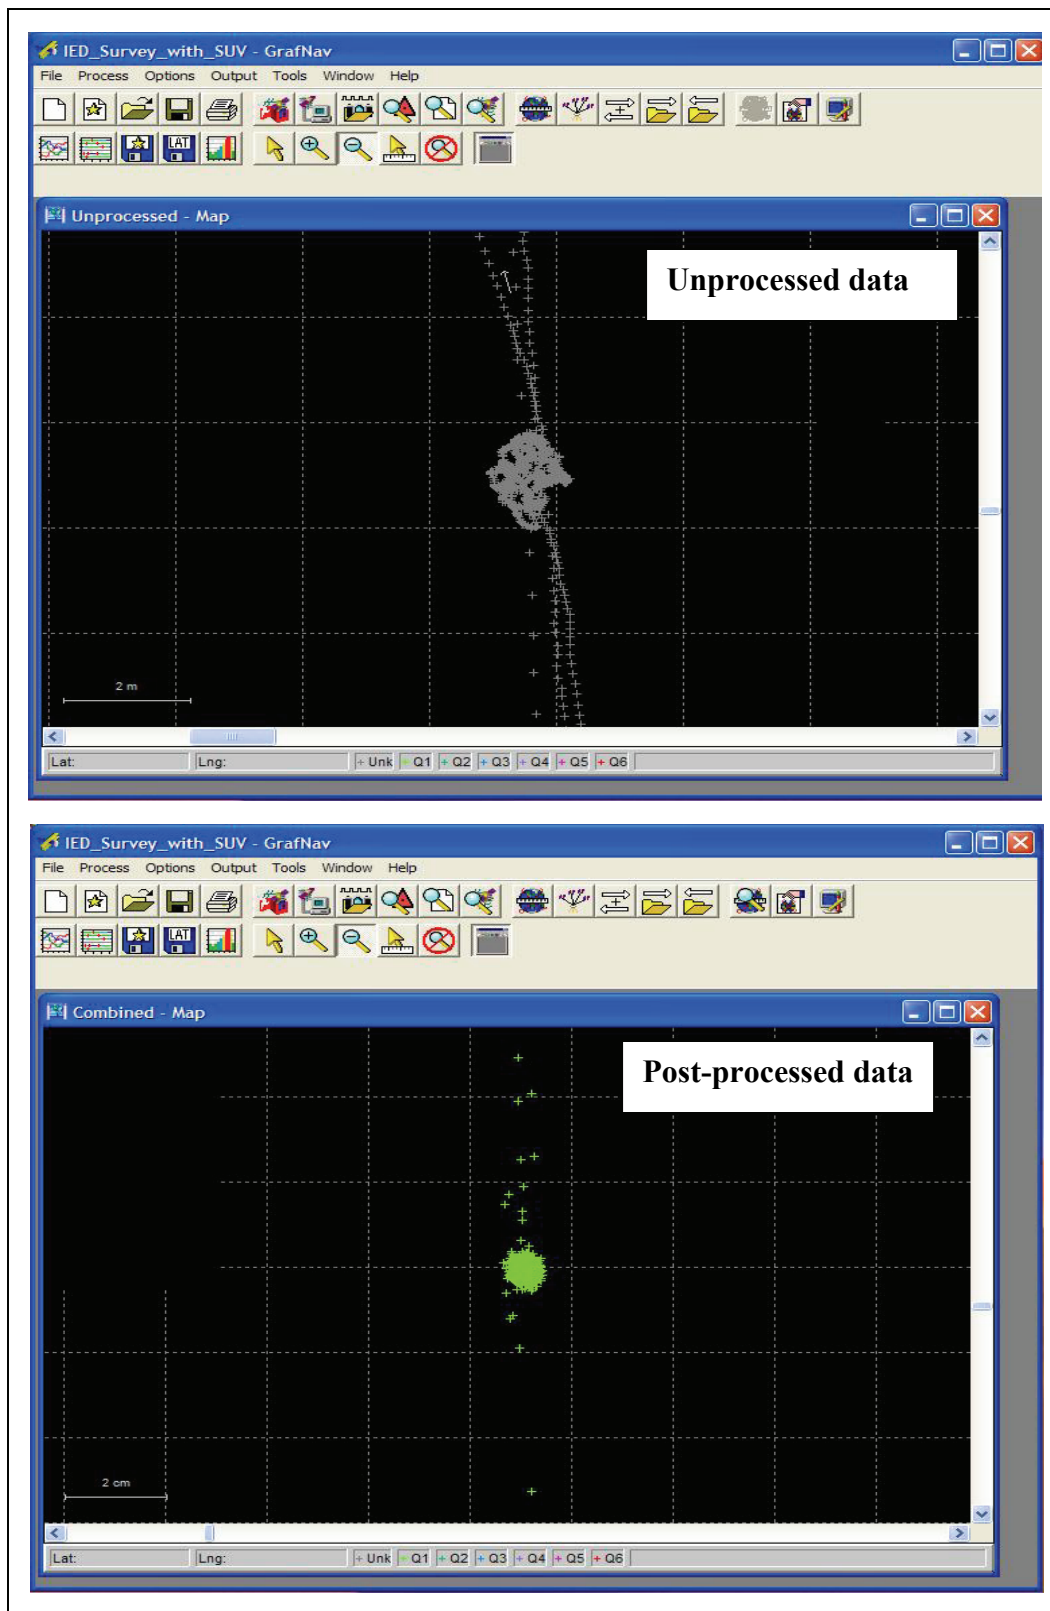 IED_Survey_with_SUV - GrafNav
File Process Options Output Tools Window Help
LAT
Unprocessed - Map
Unprocessed data
2 m
Lat: Lng: + Unk + Q1 + Q2 + Q3 + Q4 + Q5 + Q6
IED_Survey_with_SUV - GrafNav
File Process Options Output Tools Window Help
LAT
Combined - Map
Post-processed data
2 cm
Lat: Lng: + Unk + Q1 + Q2 + Q3 + Q4 + Q5 + Q6